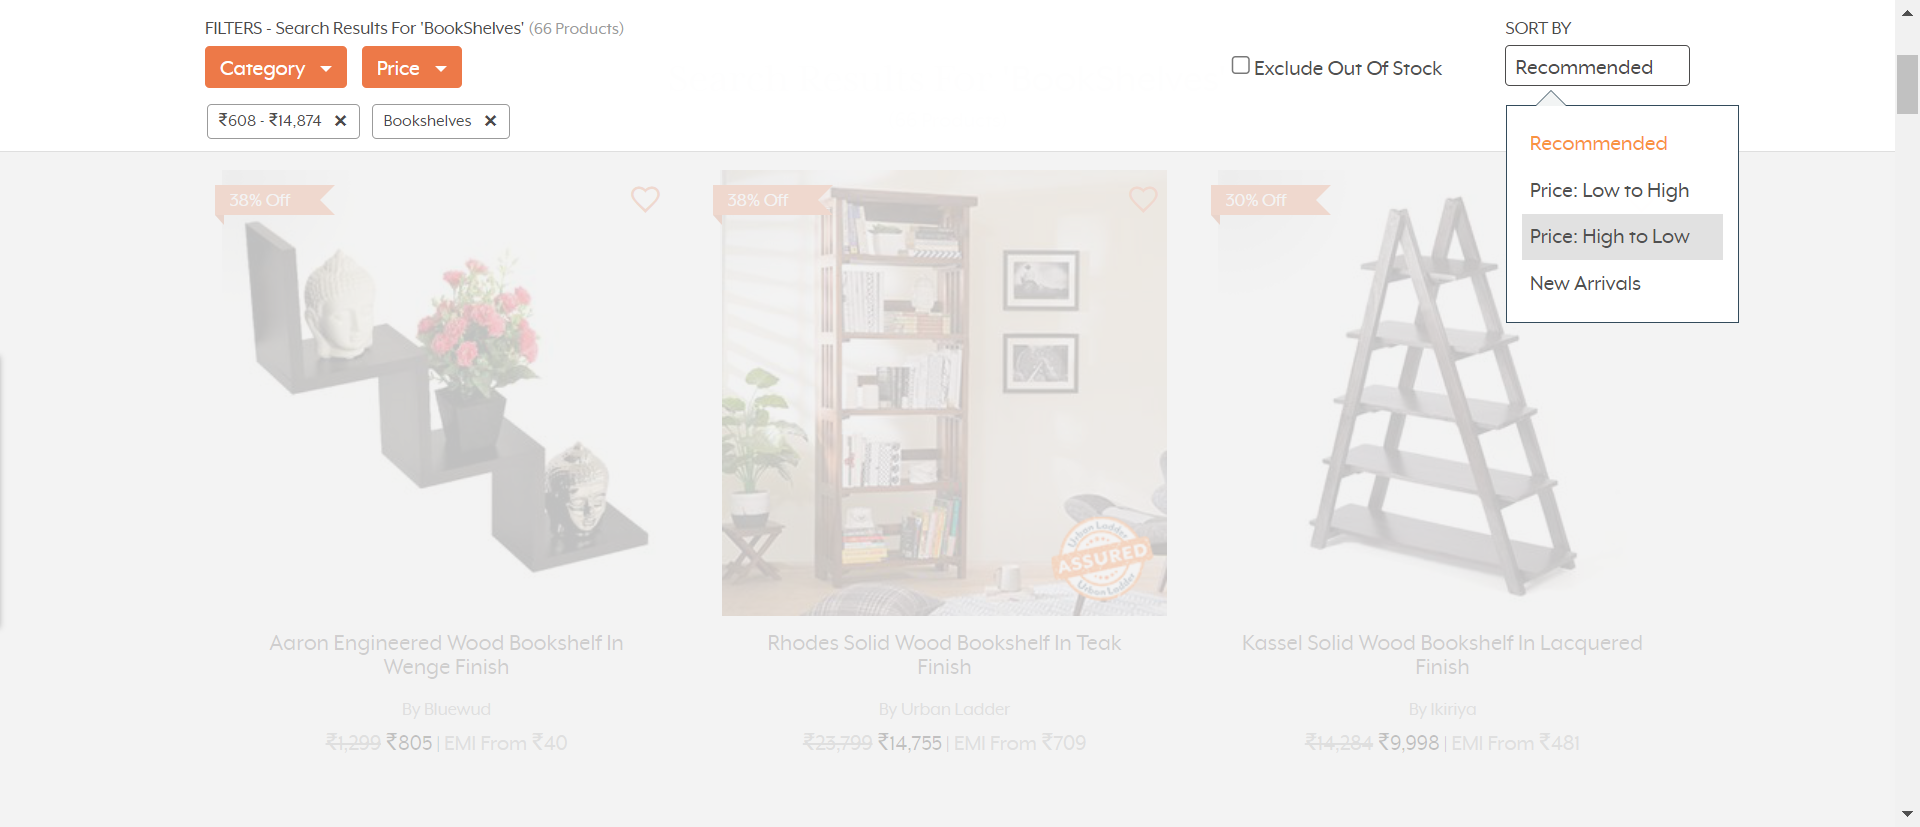 FILTERS - Search Results For 'BookShelves' (66 Products)
SORT BY
Category
Price
Exclude Out Of Stock
Recommended
₹608 - ₹14,874 ✕
Bookshelves ✕
Recommended
Price: Low to High
Price: High to Low
New Arrivals
38% Off
38% Off
30% Off
Urban Ladder
ASSURED
Urban Ladder
Aaron Engineered Wood Bookshelf In
Wenge Finish
By Bluewud
₹1,299 ₹805 | EMI From ₹40
Rhodes Solid Wood Bookshelf In Teak
Finish
By Urban Ladder
₹23,799 ₹14,755 | EMI From ₹709
Kassel Solid Wood Bookshelf In Lacquered
Finish
By Ikiriya
₹14,284 ₹9,998 | EMI From ₹481